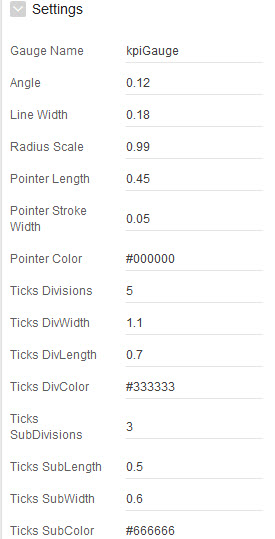 Settings
Gauge Name kpiGauge
Angle 0.12
Line Width 0.18
Radius Scale 0.99
Pointer Length 0.45
Pointer Stroke
Width 0.05
Pointer Color #000000
Ticks Divisions 5
Ticks DivWidth 1.1
Ticks DivLength 0.7
Ticks DivColor #333333
Ticks
SubDivisions 3
Ticks SubLength 0.5
Ticks SubWidth 0.6
Ticks SubColor #666666